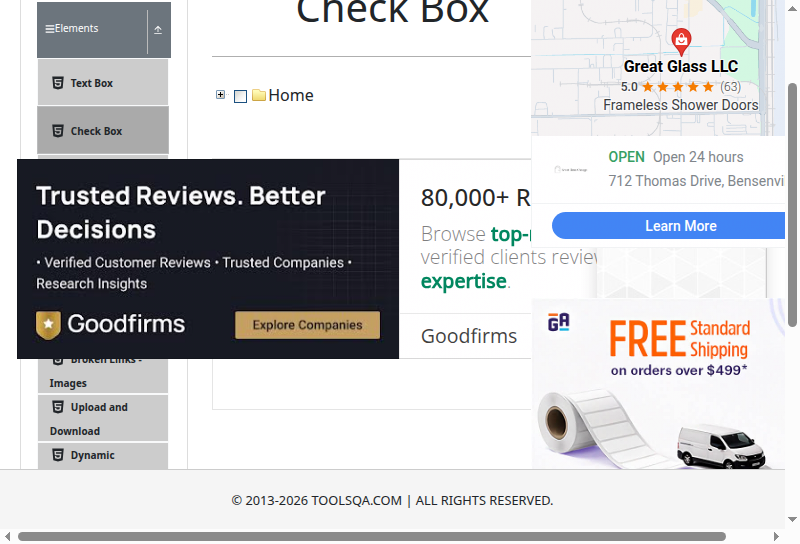 Check Box
Elements
Text Box
Check Box
Home
Great Glass LLC
5.0 (63)
Frameless Shower Doors
OPEN Open 24 hours
712 Thomas Drive, Bensenvi
Learn More
Trusted Reviews. Better
Decisions
• Verified Customer Reviews • Trusted Companies •
Research Insights
Goodfirms
Explore Companies
80,000+ R
Browse top-
verified clients review
expertise.
Goodfirms
Broken Links -
Images
Upload and
Download
Dynamic
GA
FREE Standard
Shipping
on orders over $499*
© 2013-2026 TOOLSQA.COM | ALL RIGHTS RESERVED.